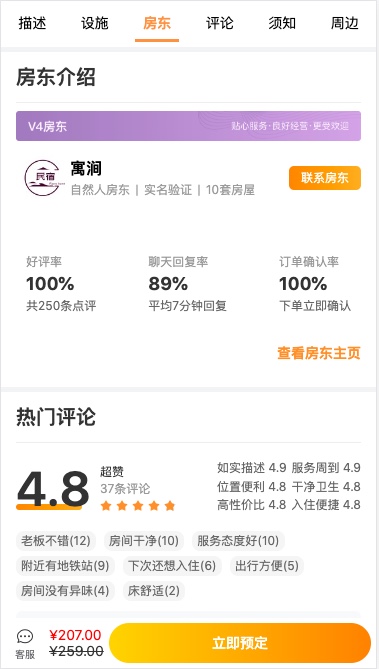 描述 设施 房东 评论 须知 周边
房东介绍
V4房东 贴心服务·良好经营·更受欢迎
民宿
寓涧
自然人房东 | 实名验证 | 10套房屋
联系房东
好评率 聊天回复率 订单确认率
100% 89% 100%
共250条点评 平均7分钟回复 下单立即确认
查看房东主页
热门评论
4.8 超赞
37条评论
如实描述 4.9 服务周到 4.9
位置便利 4.8 干净卫生 4.8
高性价比 4.8 入住便捷 4.8
老板不错(12) 房间干净(10) 服务态度好(10)
附近有地铁站(9) 下次还想入住(6) 出行方便(5)
房间没有异味(4) 床舒适(2)
客服
¥207.00
¥259.00
立即预定